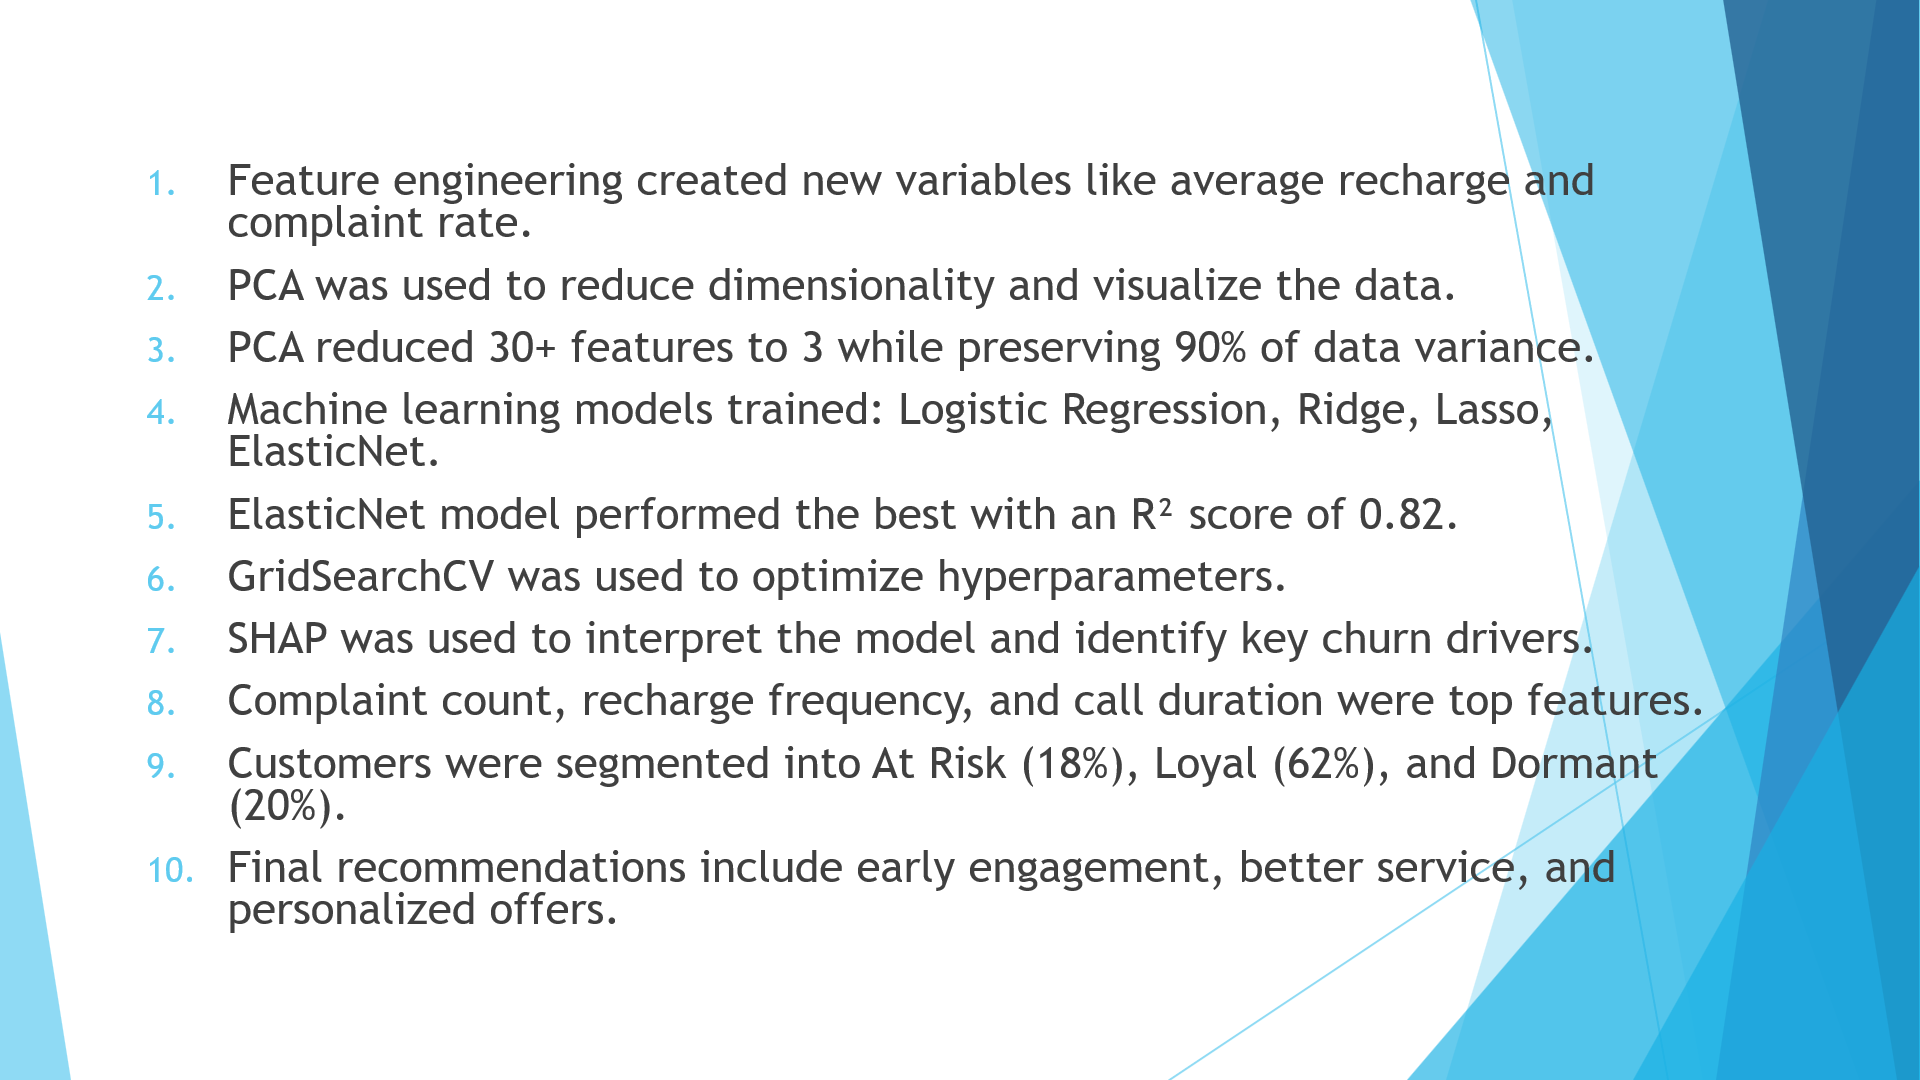 1. Feature engineering created new variables like average recharge and
complaint rate.
2. PCA was used to reduce dimensionality and visualize the data.
3. PCA reduced 30+ features to 3 while preserving 90% of data variance.
4. Machine learning models trained: Logistic Regression, Ridge, Lasso,
ElasticNet.
5. ElasticNet model performed the best with an R² score of 0.82.
6. GridSearchCV was used to optimize hyperparameters.
7. SHAP was used to interpret the model and identify key churn drivers.
8. Complaint count, recharge frequency, and call duration were top features.
9. Customers were segmented into At Risk (18%), Loyal (62%), and Dormant
(20%).
10. Final recommendations include early engagement, better service, and
personalized offers.